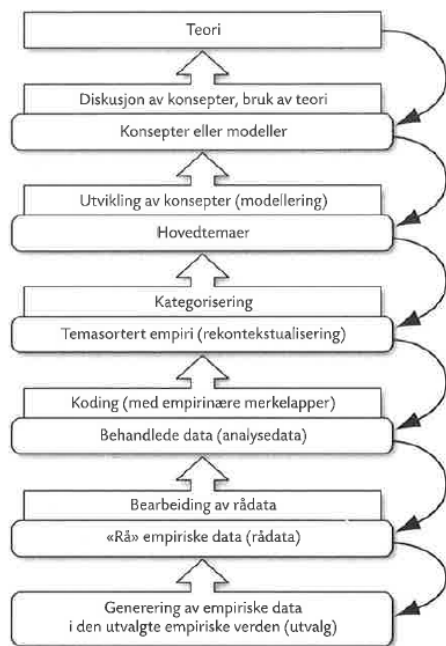 Teori
Diskusjon av konsepter, bruk av teori
Konsepter eller modeller
Utvikling av konsepter (modellering)
Hovedtemaer
Kategorisering
Temasortert empiri (rekontekstualisering)
Koding (med empirinære merkelapper)
Behandlede data (analysedata)
Bearbeiding av rådata
«Rå» empiriske data (rådata)
Generering av empiriske data
i den utvalgte empiriske verden (utvalg)